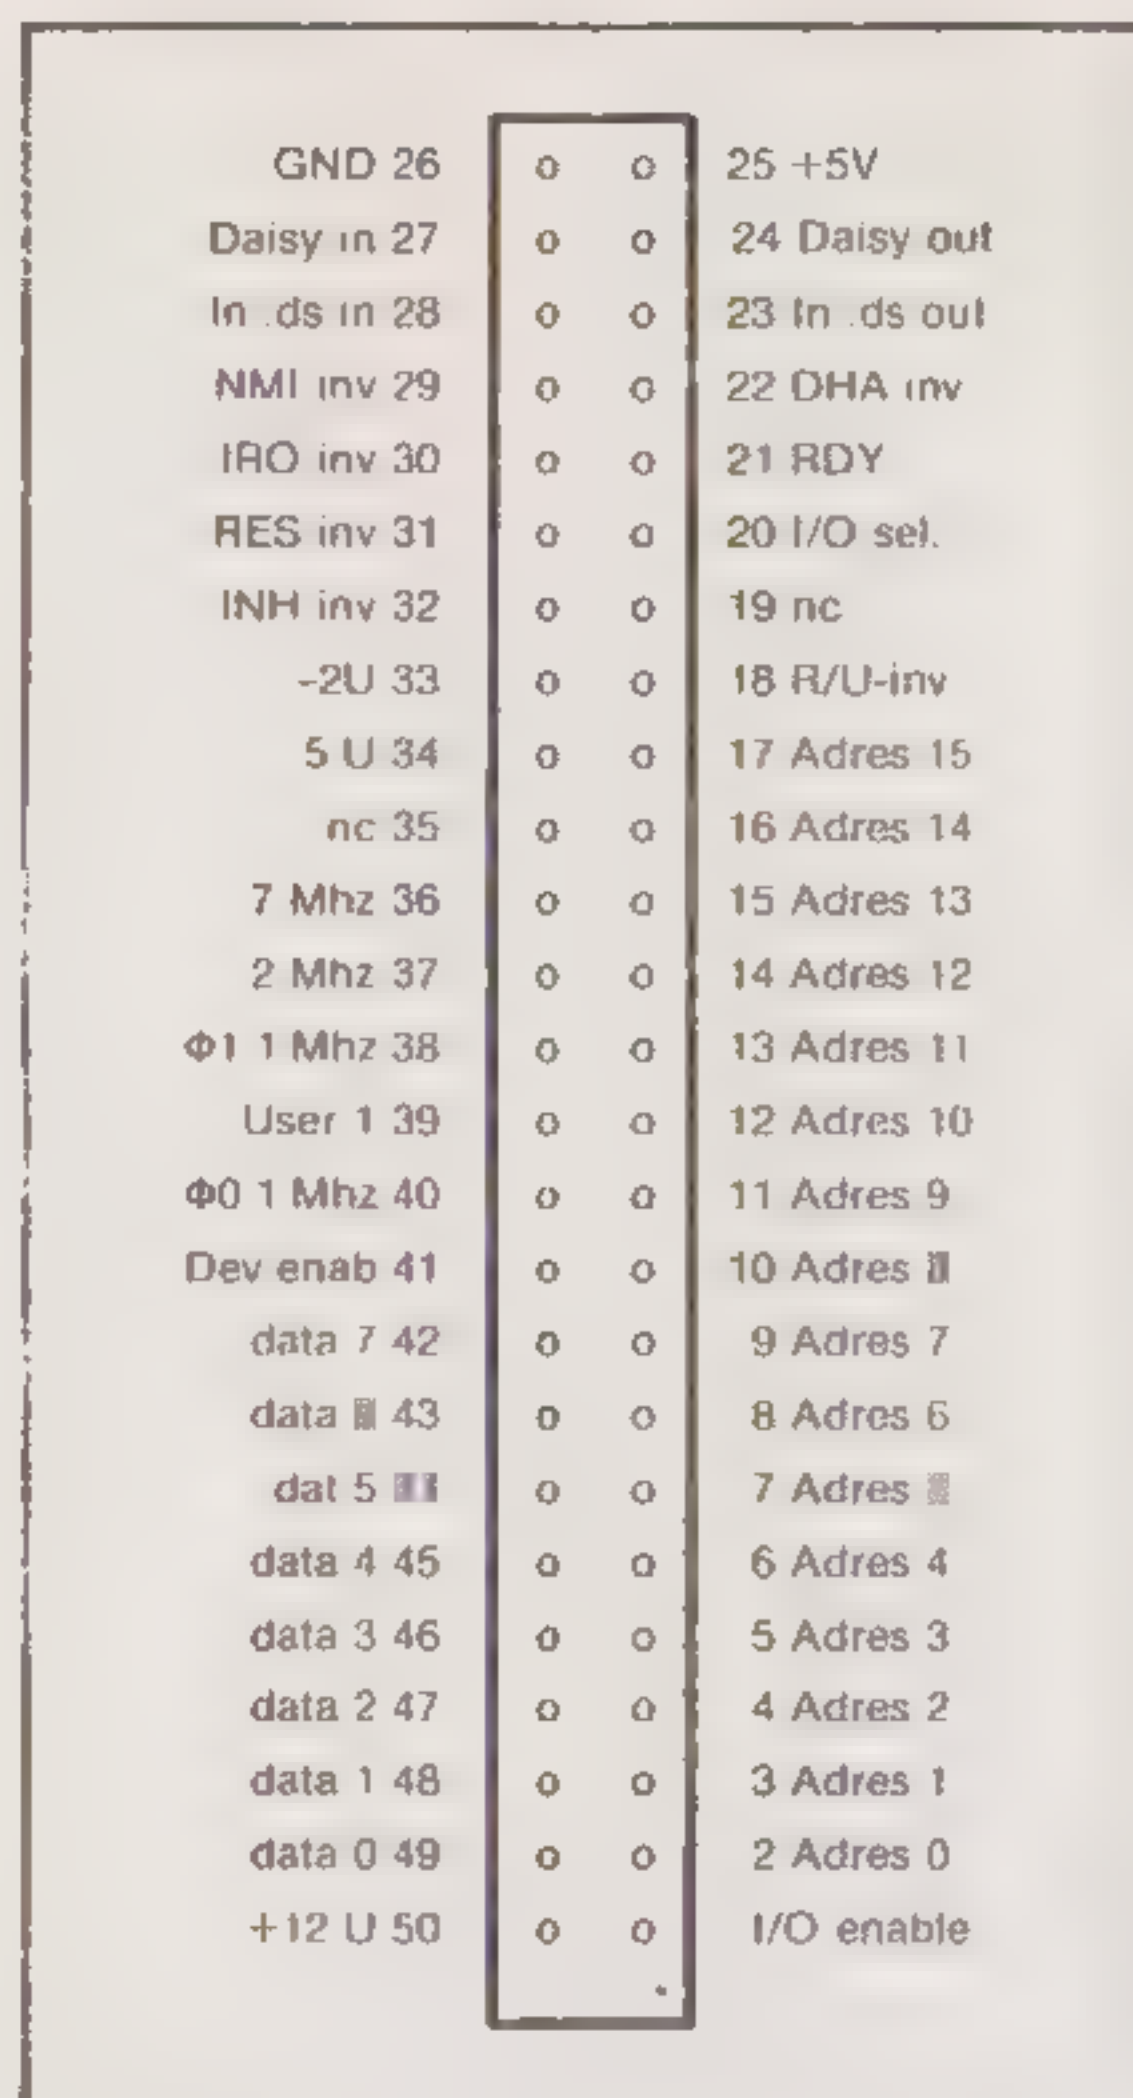 GND 26 25 +5V
Daisy in 27 24 Daisy out
In .ds in 28 23 In .ds out
NMI inv 29 22 DHA inv
IRO inv 30 21 RDY
RES inv 31 20 I/O sel.
INH inv 32 19 nc
-2U 33 18 R/U-inv
5 U 34 17 Adres 15
nc 35 16 Adres 14
7 Mhz 36 15 Adres 13
2 Mhz 37 14 Adres 12
Φ1 1 Mhz 38 13 Adres 11
User 1 39 12 Adres 10
Φ0 1 Mhz 40 11 Adres 9
Dev enab 41 10 Adres
data 7 42 9 Adres 7
data 43 8 Adres 6
dat 5 7 Adres
data 4 45 6 Adres 4
data 3 46 5 Adres 3
data 2 47 4 Adres 2
data 1 48 3 Adres 1
data 0 49 2 Adres 0
+12 U 50 I/O enable